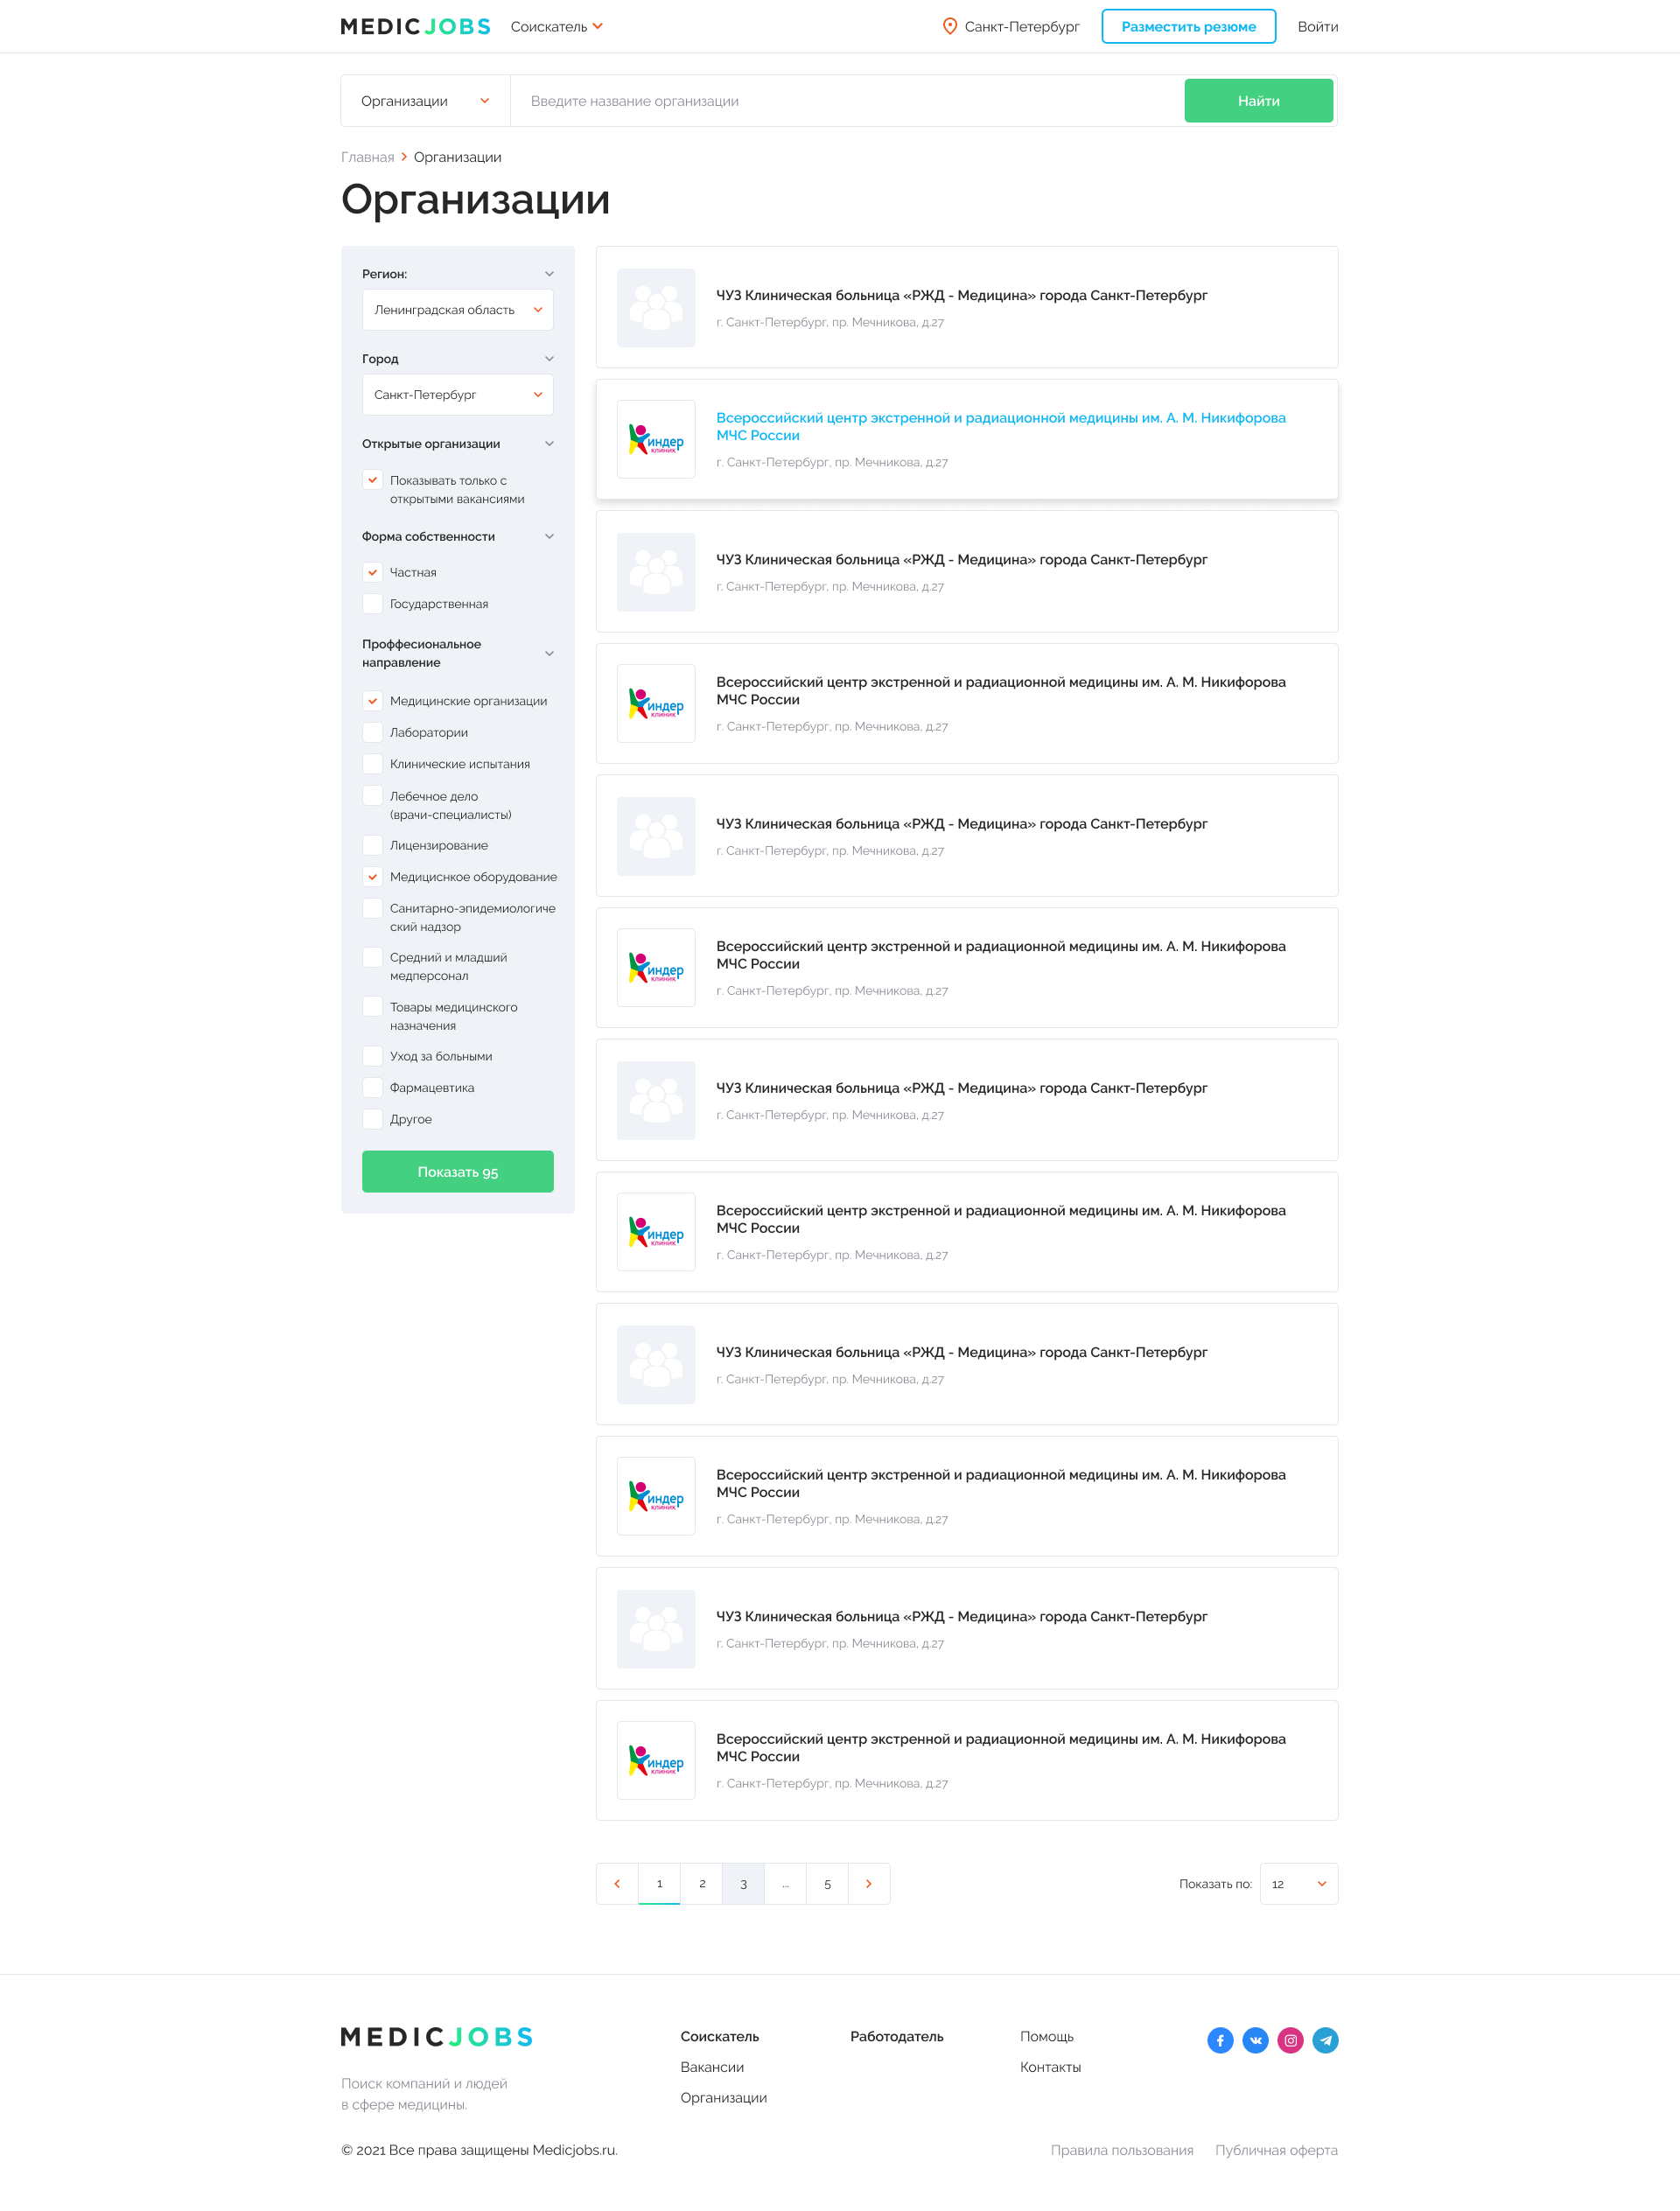 MEDICJOBS
Соискатель
Санкт-Петербург
Разместить резюме
Войти
Организации
Введите название организации
Найти
Главная
Организации
Организации
Регион:
Ленинградская область
Город
Санкт-Петербург
Открытые организации
Показывать только с
открытыми вакансиями
Форма собственности
Частная
Государственная
Проффесиональное
направление
Медицинские организации
Лаборатории
Клинические испытания
Лебечное дело
(врачи-специалисты)
Лицензирование
Медициснкое оборудование
Санитарно-эпидемиологиче
ский надзор
Средний и младший
медперсонал
Товары медицинского
назначения
Уход за больными
Фармацевтика
Другое
Показать 95
ЧУЗ Клиническая больница «РЖД - Медицина» города Санкт-Петербург
г. Санкт-Петербург, пр. Мечникова, д.27
Киндер
клиник
Всероссийский центр экстренной и радиационной медицины им. А. М. Никифорова
МЧС России
г. Санкт-Петербург, пр. Мечникова, д.27
ЧУЗ Клиническая больница «РЖД - Медицина» города Санкт-Петербург
г. Санкт-Петербург, пр. Мечникова, д.27
Киндер
клиник
Всероссийский центр экстренной и радиационной медицины им. А. М. Никифорова
МЧС России
г. Санкт-Петербург, пр. Мечникова, д.27
ЧУЗ Клиническая больница «РЖД - Медицина» города Санкт-Петербург
г. Санкт-Петербург, пр. Мечникова, д.27
Киндер
клиник
Всероссийский центр экстренной и радиационной медицины им. А. М. Никифорова
МЧС России
г. Санкт-Петербург, пр. Мечникова, д.27
ЧУЗ Клиническая больница «РЖД - Медицина» города Санкт-Петербург
г. Санкт-Петербург, пр. Мечникова, д.27
Киндер
клиник
Всероссийский центр экстренной и радиационной медицины им. А. М. Никифорова
МЧС России
г. Санкт-Петербург, пр. Мечникова, д.27
ЧУЗ Клиническая больница «РЖД - Медицина» города Санкт-Петербург
г. Санкт-Петербург, пр. Мечникова, д.27
Киндер
клиник
Всероссийский центр экстренной и радиационной медицины им. А. М. Никифорова
МЧС России
г. Санкт-Петербург, пр. Мечникова, д.27
ЧУЗ Клиническая больница «РЖД - Медицина» города Санкт-Петербург
г. Санкт-Петербург, пр. Мечникова, д.27
Киндер
клиник
Всероссийский центр экстренной и радиационной медицины им. А. М. Никифорова
МЧС России
г. Санкт-Петербург, пр. Мечникова, д.27
1 2 3 ... 5
Показать по: 12
MEDICJOBS
Поиск компаний и людей
в сфере медицины.
Соискатель
Вакансии
Организации
Работодатель
Помощь
Контакты
© 2021 Все права защищены Medicjobs.ru.
Правила пользования
Публичная оферта